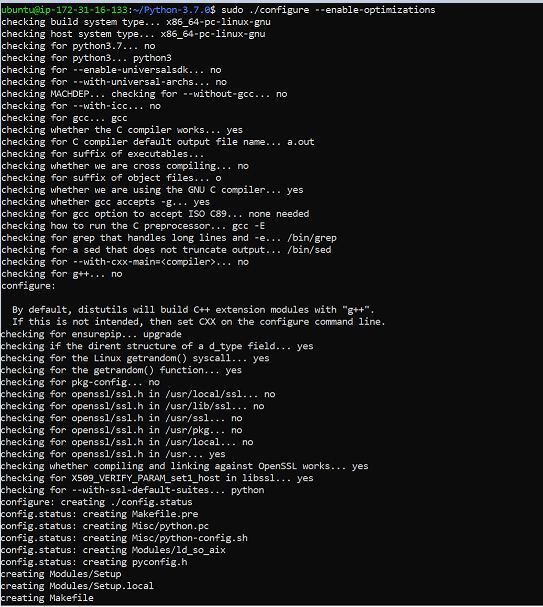 ubuntu@ip-172-31-16-133:~/Python-3.7.0$ sudo ./configure --enable-optimizations
checking build system type... x86_64-pc-linux-gnu
checking host system type... x86_64-pc-linux-gnu
checking for python3.7... no
checking for python3... python3
checking for --enable-universalsdk... no
checking for --with-universal-archs... no
checking MACHDEP... checking for --without-gcc... no
checking for --with-icc... no
checking for gcc... gcc
checking whether the C compiler works... yes
checking for C compiler default output file name... a.out
checking for suffix of executables...
checking whether we are cross compiling... no
checking for suffix of object files... o
checking whether we are using the GNU C compiler... yes
checking whether gcc accepts -g... yes
checking for gcc option to accept ISO C89... none needed
checking how to run the C preprocessor... gcc -E
checking for grep that handles long lines and -e... /bin/grep
checking for a sed that does not truncate output... /bin/sed
checking for --with-cxx-main=<compiler>... no
checking for g++... no
configure:
By default, distutils will build C++ extension modules with "g++".
If this is not intended, then set CXX on the configure command line.
checking for ensurepip... upgrade
checking if the dirent structure of a d_type field... yes
checking for the Linux getrandom() syscall... yes
checking for the getrandom() function... yes
checking for pkg-config... no
checking for openssl/ssl.h in /usr/local/ssl... no
checking for openssl/ssl.h in /usr/lib/ssl... no
checking for openssl/ssl.h in /usr/ssl... no
checking for openssl/ssl.h in /usr/pkg... no
checking for openssl/ssl.h in /usr/local... no
checking for openssl/ssl.h in /usr... yes
checking whether compiling and linking against OpenSSL works... yes
checking for X509_VERIFY_PARAM_set1_host in libssl... yes
checking for --with-ssl-default-suites... python
configure: creating ./config.status
config.status: creating Makefile.pre
config.status: creating Misc/python.pc
config.status: creating Misc/python-config.sh
config.status: creating Modules/ld_so_aix
config.status: creating pyconfig.h
creating Modules/Setup
creating Modules/Setup.local
creating Makefile